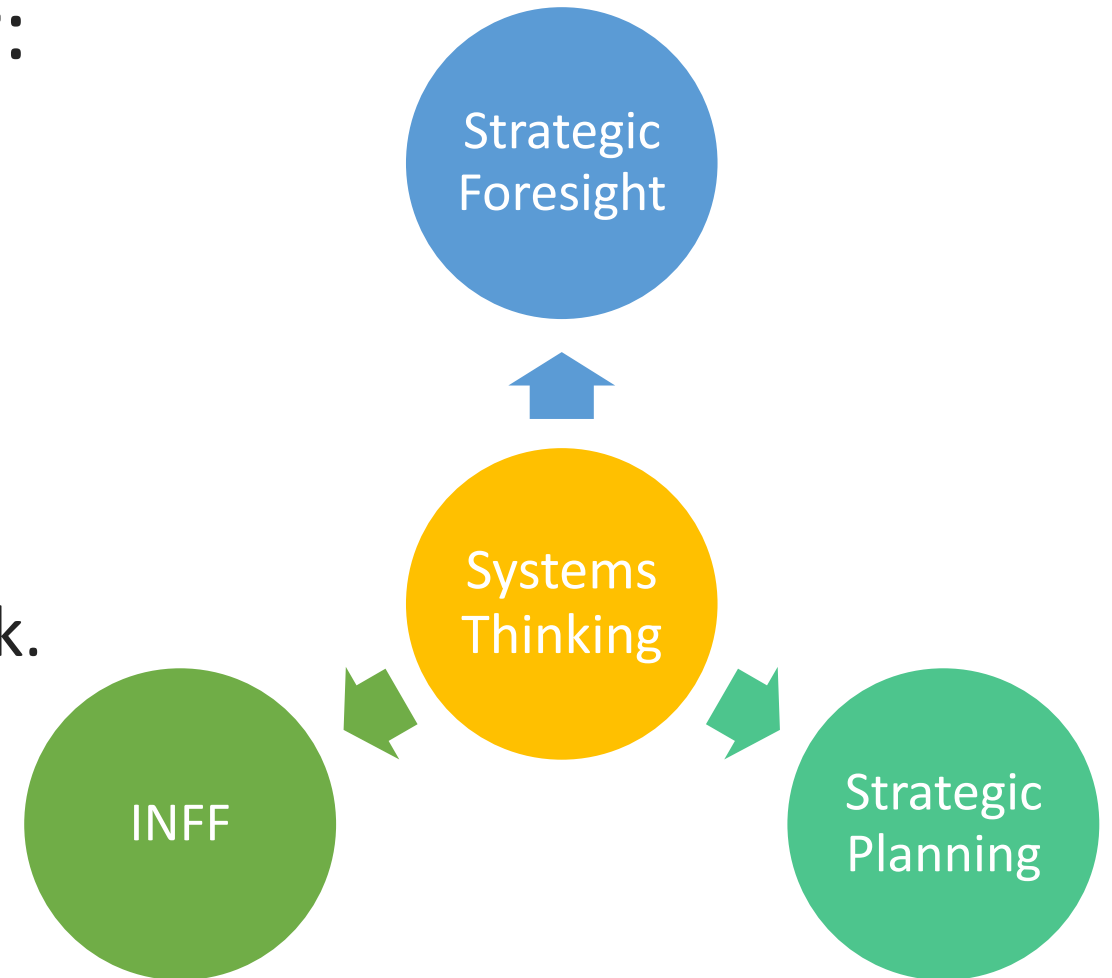 :
Strategic
Foresight
Systems
Thinking
k.
INFF
Strategic
Planning